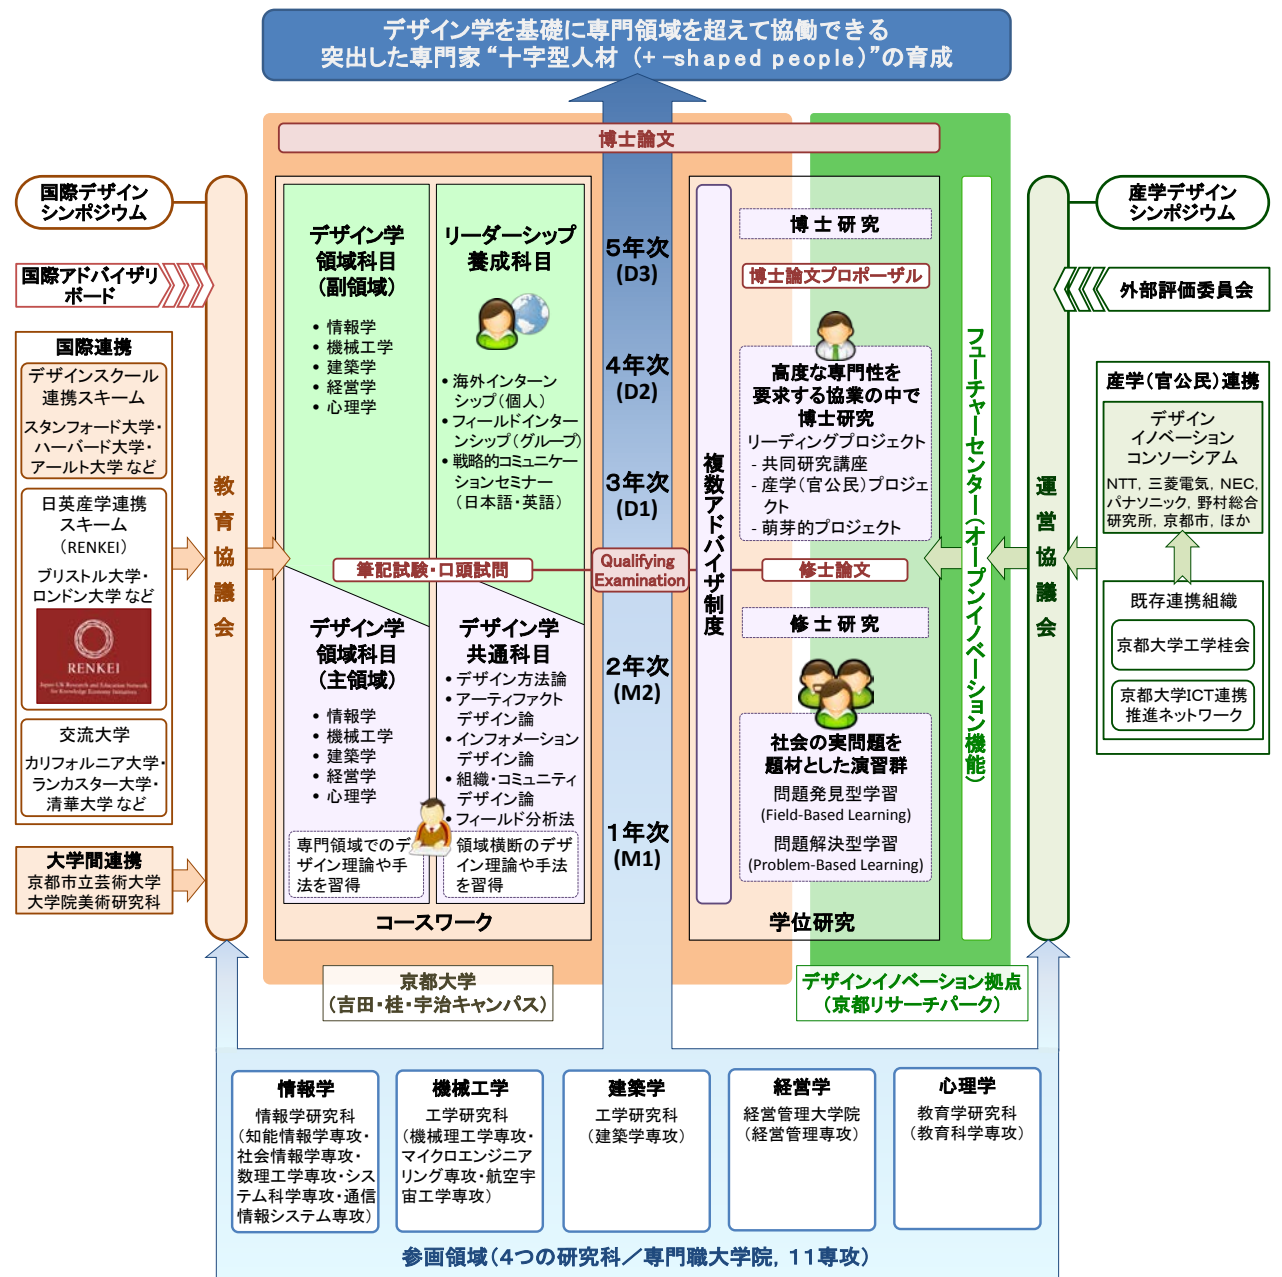 デザイン学を基礎に専門領域を超えて協働できる
突出した専門家“十字型人材（+-shaped people）”の育成
博士論文
国際デザイン
シンポジウム
国際アドバイザリ
ボード
国際連携
デザインスクール
連携スキーム
スタンフォード大学・
ハーバード大学・
アールト大学 など
日英産学連携
スキーム
（RENKEI）
ブリストル大学・
ロンドン大学 など
RENKEI
Japan-UK Research and Education Network
for Knowledge Economy Initiatives
交流大学
カリフォルニア大学・
ランカスター大学・
清華大学 など
大学間連携
京都市立芸術大学
大学院美術研究科
教育協議会
デザイン学
領域科目
（副領域）
• 情報学
• 機械工学
• 建築学
• 経営学
• 心理学
リーダーシップ
養成科目
• 海外インターン
シップ（個人）
• フィールドインター
ンシップ（グループ）
• 戦略的コミュニケー
ションセミナー
（日本語・英語）
筆記試験・口頭試問
Qualifying
Examination
修士論文
デザイン学
領域科目
（主領域）
• 情報学
• 機械工学
• 建築学
• 経営学
• 心理学
専門領域でのデ
ザイン理論や手
法を習得
デザイン学
共通科目
• デザイン方法論
• アーティファクト
デザイン論
• インフォメーション
デザイン論
• 組織・コミュニティ
デザイン論
• フィールド分析法
領域横断のデ
ザイン理論や手法
を習得
コースワーク
5年次
(D3)
4年次
(D2)
3年次
(D1)
2年次
(M2)
1年次
(M1)
複数アドバイザ制度
博士研究
博士論文プロポーザル
高度な専門性を
要求する協業の中で
博士研究
リーディングプロジェクト
- 共同研究講座
- 産学（官公民）プロジェ
クト
- 萌芽的プロジェクト
修士研究
社会の実問題を
題材とした演習群
問題発見型学習
(Field-Based Learning)
問題解決型学習
(Problem-Based Learning)
学位研究
フューチャーセンター（オープンイノベーション機能）
運営協議会
産学デザイン
シンポジウム
外部評価委員会
産学（官公民）連携
デザイン
イノベーション
コンソーシアム
NTT, 三菱電気, NEC,
パナソニック, 野村総合
研究所, 京都市, ほか
既存連携組織
京都大学工学桂会
京都大学ICT連携
推進ネットワーク
京都大学
（吉田・桂・宇治キャンパス）
デザインイノベーション拠点
（京都リサーチパーク）
情報学
情報学研究科
（知能情報学専攻・
社会情報学専攻・
数理工学専攻・シス
テム科学専攻・通信
情報システム専攻）
機械工学
工学研究科
（機械理工学専攻・
マイクロエンジニア
リング専攻・航空宇
宙工学専攻）
建築学
工学研究科
（建築学専攻）
経営学
経営管理大学院
（経営管理専攻）
心理学
教育学研究科
（教育科学専攻）
参画領域（4つの研究科／専門職大学院, 11専攻）